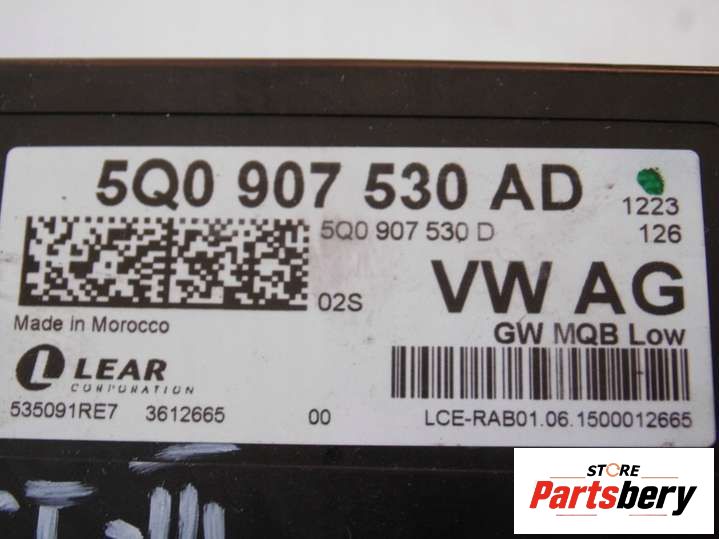 5Q0 907 530 AD
1223
5Q0 907 530 D
126
02S
VW AG
Made in Morocco
GW MQB Low
LEAR
CORPORATION
535091RE7 3612665 00
LCE-RAB01.06.1500012665
STORE
Partsbery